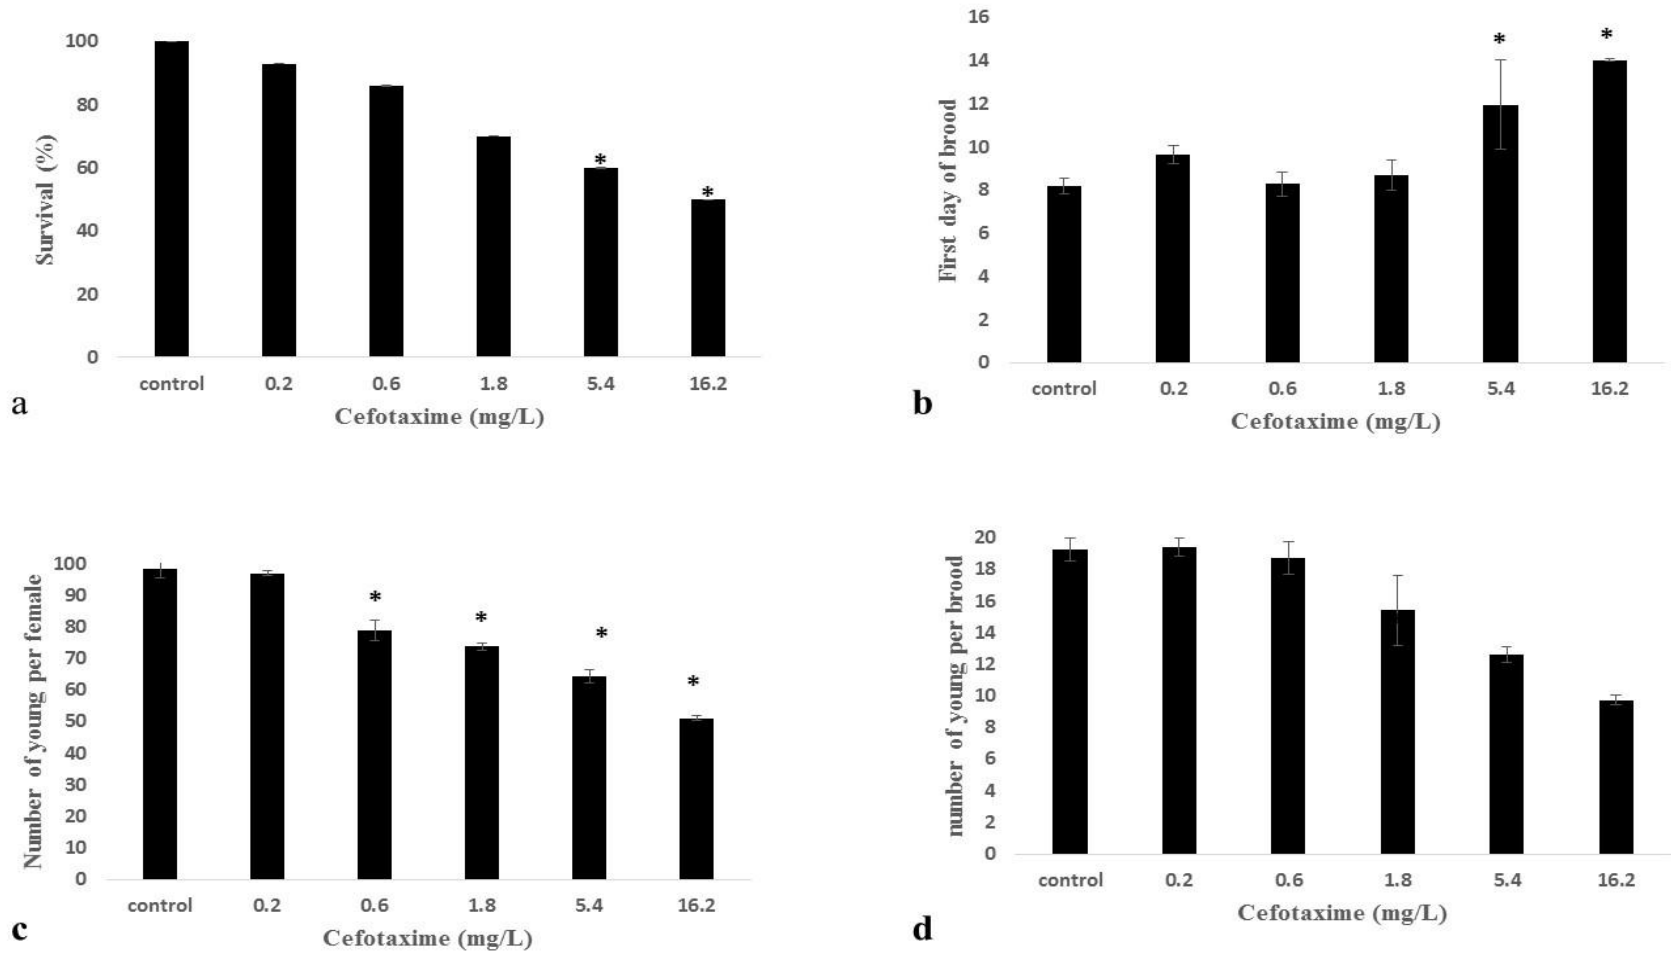 100
80
60
40
20
0
Survival (%)
*
*
control 0.2 0.6 1.8 5.4 16.2
Cefotaxime (mg/L)
a
16
14
12
10
8
6
4
2
0
First day of brood
*
*
control 0.2 0.6 1.8 5.4 16.2
Cefotaxime (mg/L)
b
100
90
80
70
60
50
40
30
20
10
0
Number of young per female
*
*
*
*
control 0.2 0.6 1.8 5.4 16.2
Cefotaxime (mg/L)
c
20
18
16
14
12
10
8
6
4
2
0
number of young per brood
control 0.2 0.6 1.8 5.4 16.2
Cefotaxime (mg/L)
d